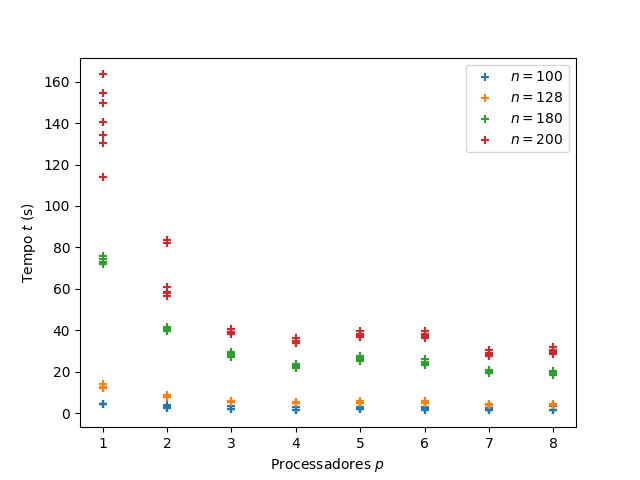 160
140
120
100
80
60
40
20
0
Tempo t (s)
n = 100
n = 128
n = 180
n = 200
1 2 3 4 5 6 7 8
Processadores p